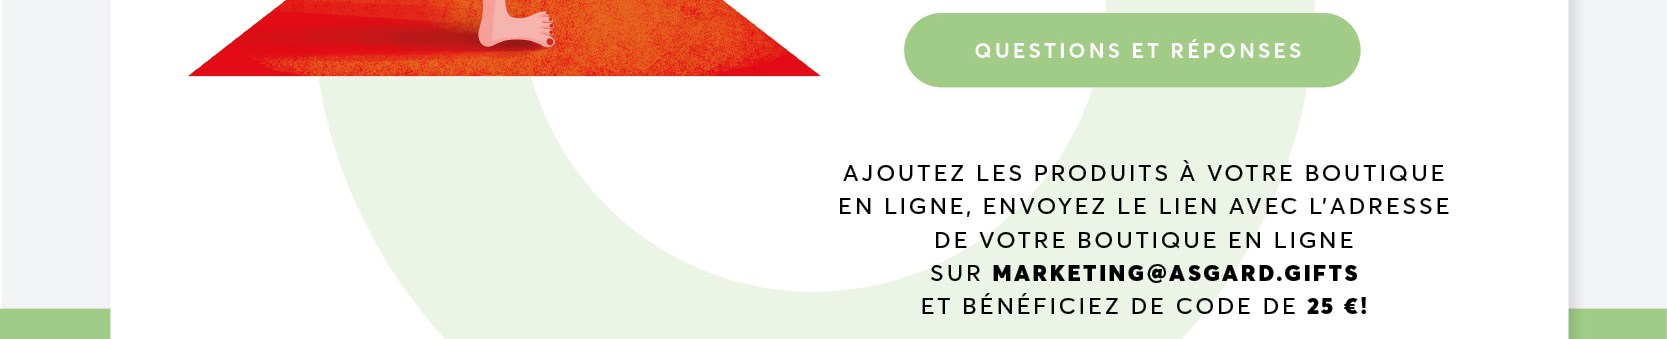 QUESTIONS ET RÉPONSES
AJOUTEZ LES PRODUITS À VOTRE BOUTIQUE
EN LIGNE, ENVOYEZ LE LIEN AVEC L'ADRESSE
DE VOTRE BOUTIQUE EN LIGNE
SUR MARKETING@ASGARD.GIFTS
ET BÉNÉFICIEZ DE CODE DE 25 €!